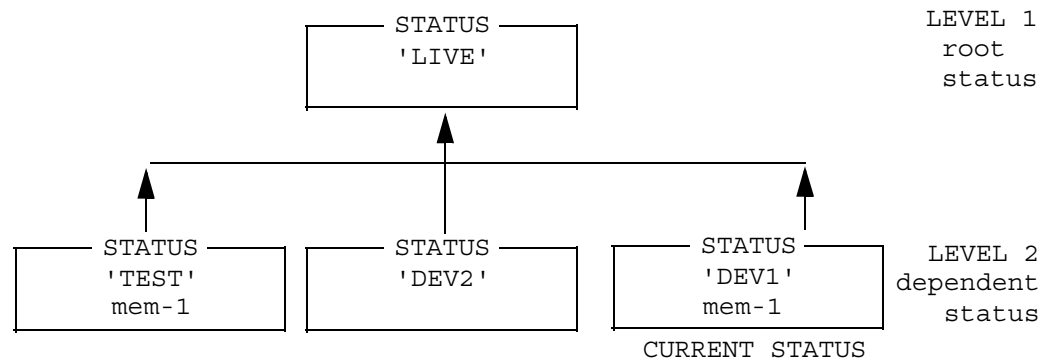 STATUS
'LIVE'
LEVEL 1
root
status
STATUS
'TEST'
mem-1
STATUS
'DEV2'
STATUS
'DEV1'
mem-1
CURRENT STATUS
LEVEL 2
dependent
status